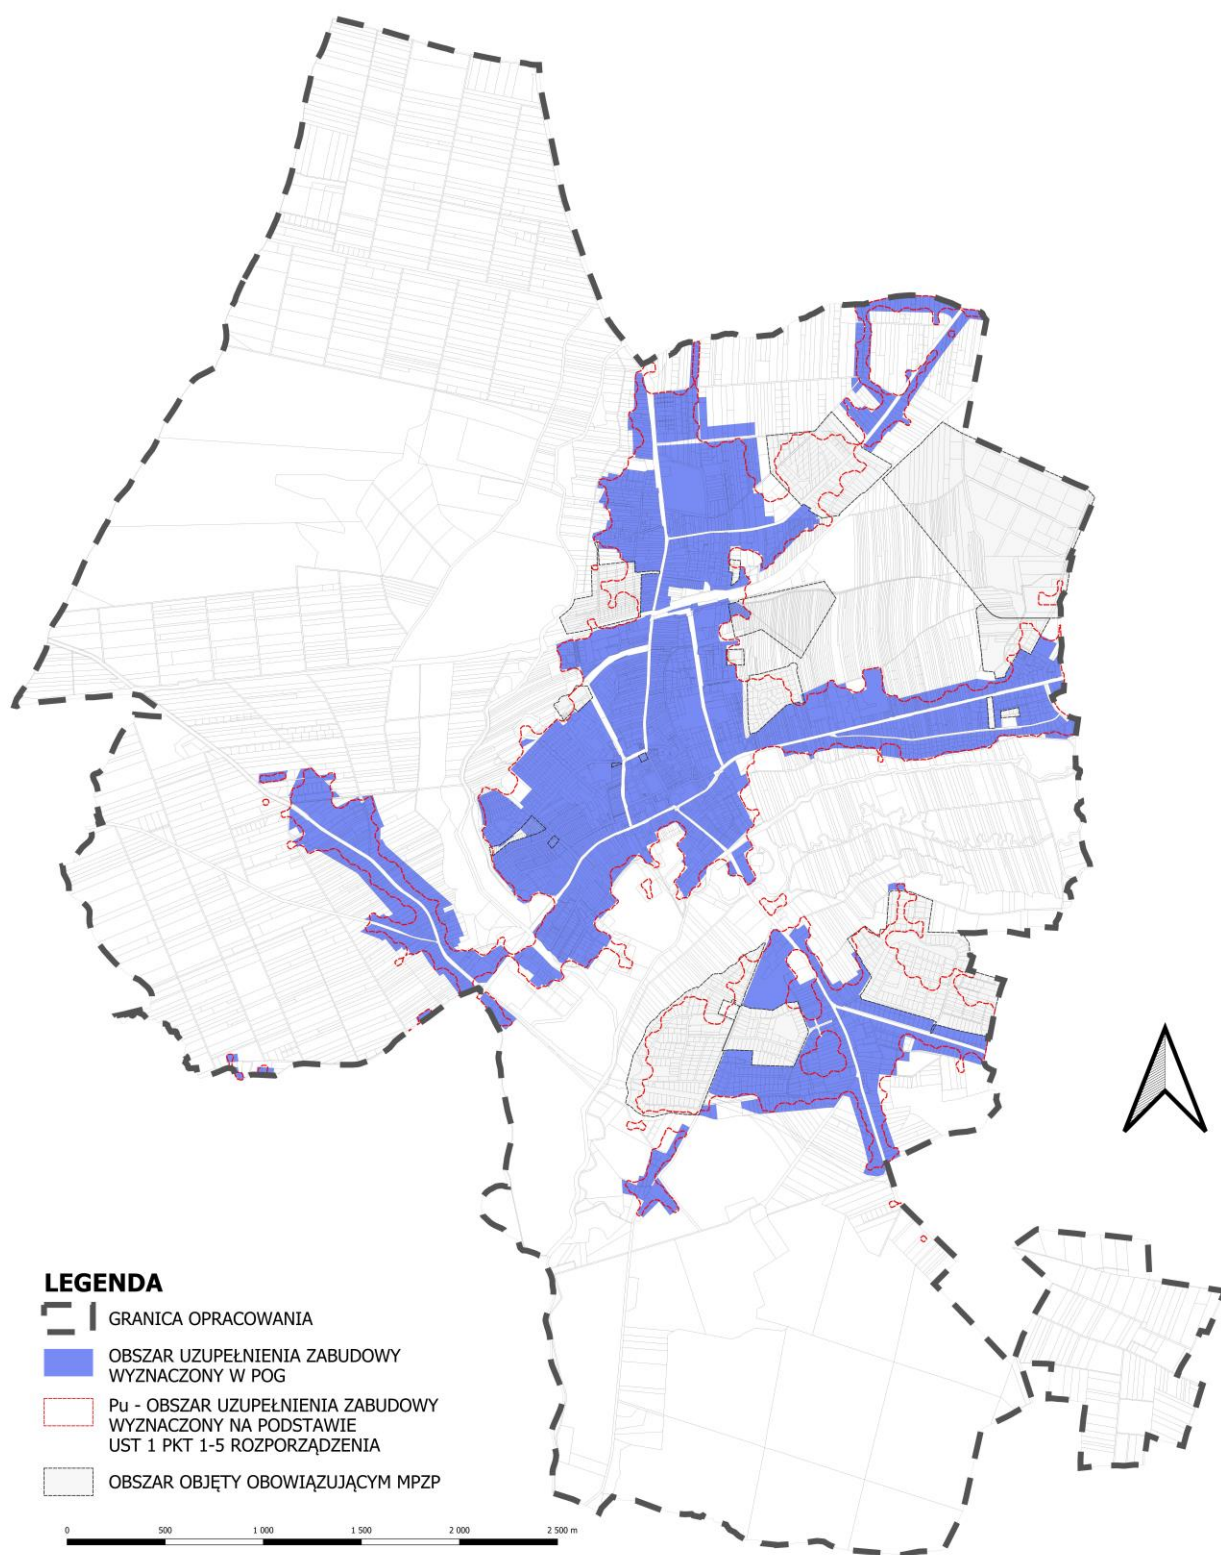 LEGENDA
GRANICA OPRACOWANIA
OBSZAR UZUPEŁNIENIA ZABUDOWY
WYZNACZONY W POG
Pu - OBSZAR UZUPEŁNIENIA ZABUDOWY
WYZNACZONY NA PODSTAWIE
UST 1 PKT 1-5 ROZPORZĄDZENIA
OBSZAR OBJĘTY OBOWIĄZUJĄCYM MPZP
0 500 1 000 1 500 2 000 2 500 m